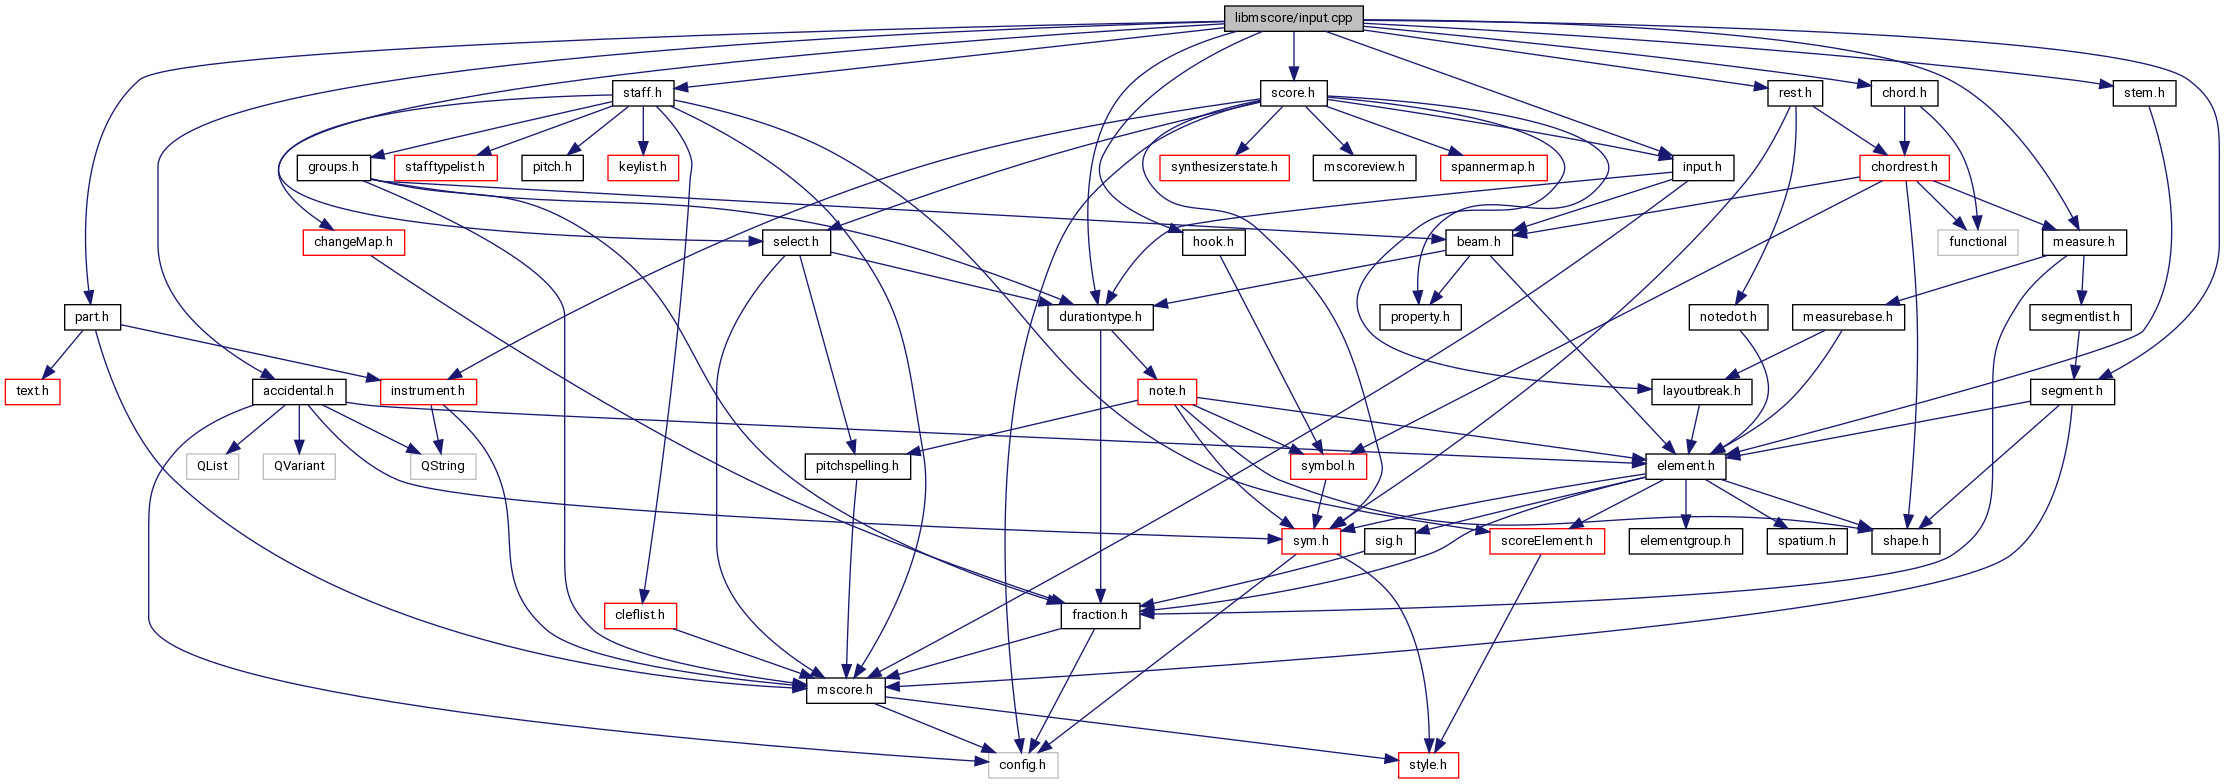 libmscore/input.cpp
staff.h
score.h
rest.h
chord.h
stem.h
groups.h
stafftypelist.h
pitch.h
keylist.h
synthesizerstate.h
mscoreview.h
spannermap.h
input.h
chordrest.h
changeMap.h
select.h
hook.h
beam.h
functional
measure.h
part.h
durationtype.h
property.h
notedot.h
measurebase.h
segmentlist.h
text.h
accidental.h
instrument.h
note.h
layoutbreak.h
segment.h
QList
QVariant
QString
pitchspelling.h
symbol.h
element.h
sym.h
sig.h
scoreElement.h
elementgroup.h
spatium.h
shape.h
cleflist.h
fraction.h
mscore.h
config.h
style.h